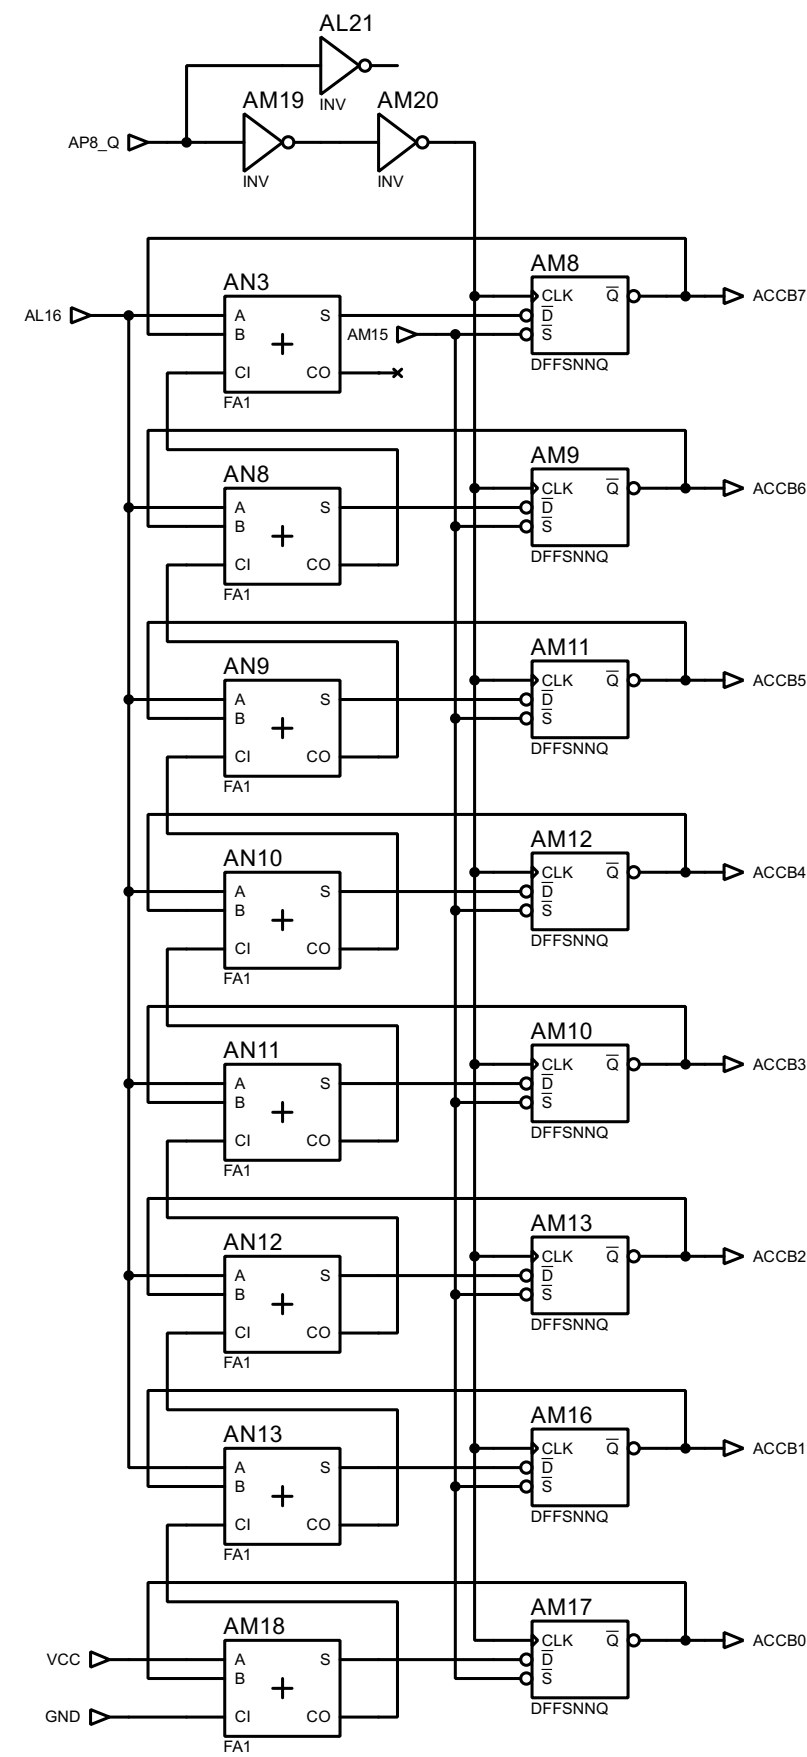 AL21
INV
AM19
AM20
AP8_Q
INV
INV
AN3
AM8
AL16
A
S
B
CI
CO
FA1
AM15
CLK
Q̅
D̅
S̅
DFFSNNQ
ACCB7
AN8
AM9
A
S
B
CI
CO
FA1
CLK
Q̅
D̅
S̅
DFFSNNQ
ACCB6
AN9
AM11
A
S
B
CI
CO
FA1
CLK
Q̅
D̅
S̅
DFFSNNQ
ACCB5
AN10
AM12
A
S
B
CI
CO
FA1
CLK
Q̅
D̅
S̅
DFFSNNQ
ACCB4
AN11
AM10
A
S
B
CI
CO
FA1
CLK
Q̅
D̅
S̅
DFFSNNQ
ACCB3
AN12
AM13
A
S
B
CI
CO
FA1
CLK
Q̅
D̅
S̅
DFFSNNQ
ACCB2
AN13
AM16
A
S
B
CI
CO
FA1
CLK
Q̅
D̅
S̅
DFFSNNQ
ACCB1
AM18
AM17
VCC
GND
A
S
B
CI
CO
FA1
CLK
Q̅
D̅
S̅
DFFSNNQ
ACCB0